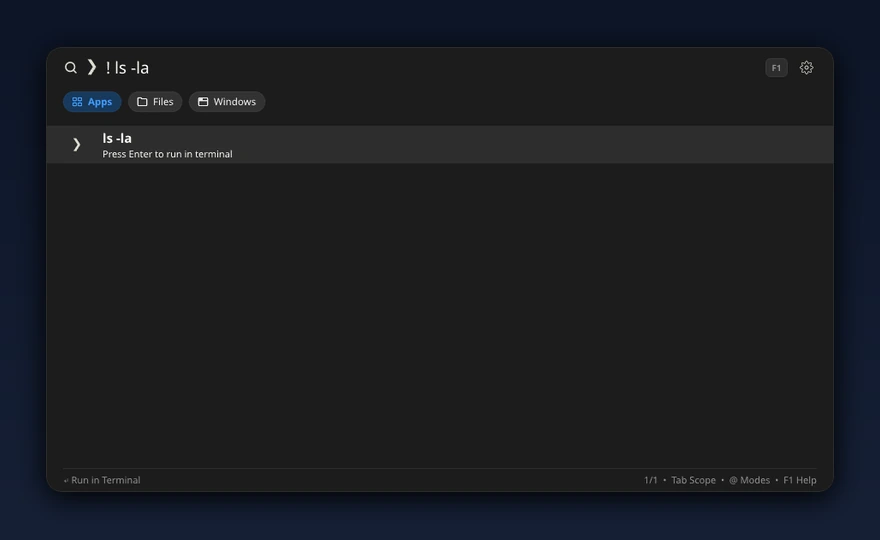 ❯ ! ls -la F1
Apps Files Windows
❯ ls -la
Press Enter to run in terminal
↵ Run in Terminal 1/1 • Tab Scope • @ Modes • F1 Help